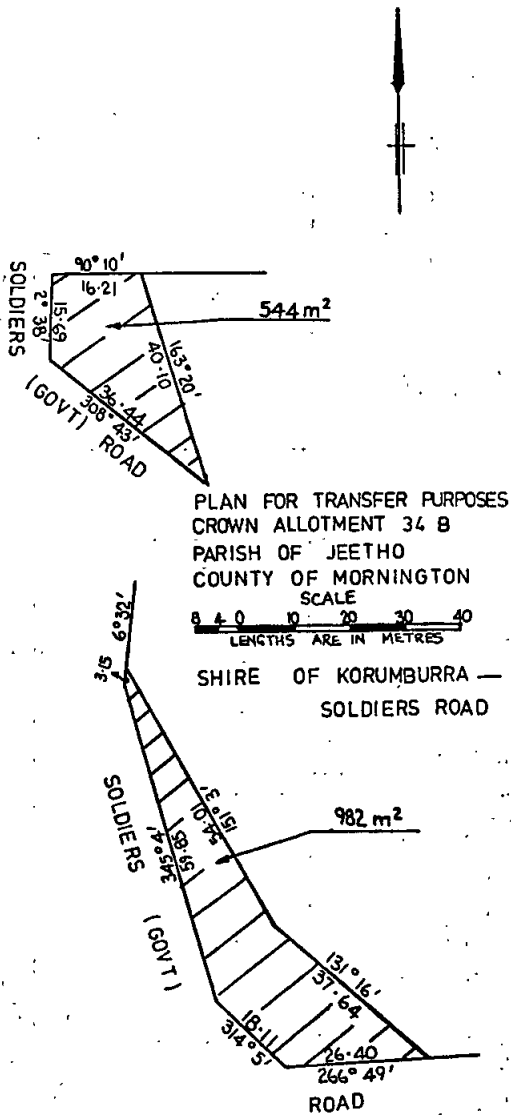 90° 10'
16·21
SOLDIERS
2° 38'
15·69
544 m²
163° 20'
40·10
36·44
308° 43'
(GOVT) ROAD
PLAN FOR TRANSFER PURPOSES
CROWN ALLOTMENT 34 B
PARISH OF JEETHO
COUNTY OF MORNINGTON
SCALE
8 4 0 10 20 30 40
LENGTHS ARE IN METRES
SHIRE OF KORUMBURRA —
SOLDIERS ROAD
6° 32'
3·15
SOLDIERS
(GOVT)
345° 4'
59·85
54·01
151° 3'
982 m²
131° 16'
37·64
18·11
314° 5'
26·40
266° 49'
ROAD